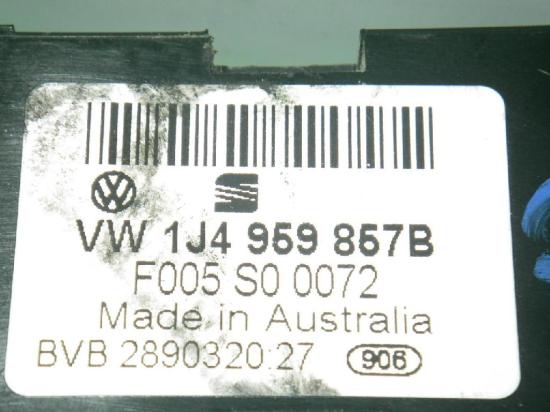 VW 1J4 959 857B
F005 S0 0072
Made in Australia
BVB 2890320:27 906